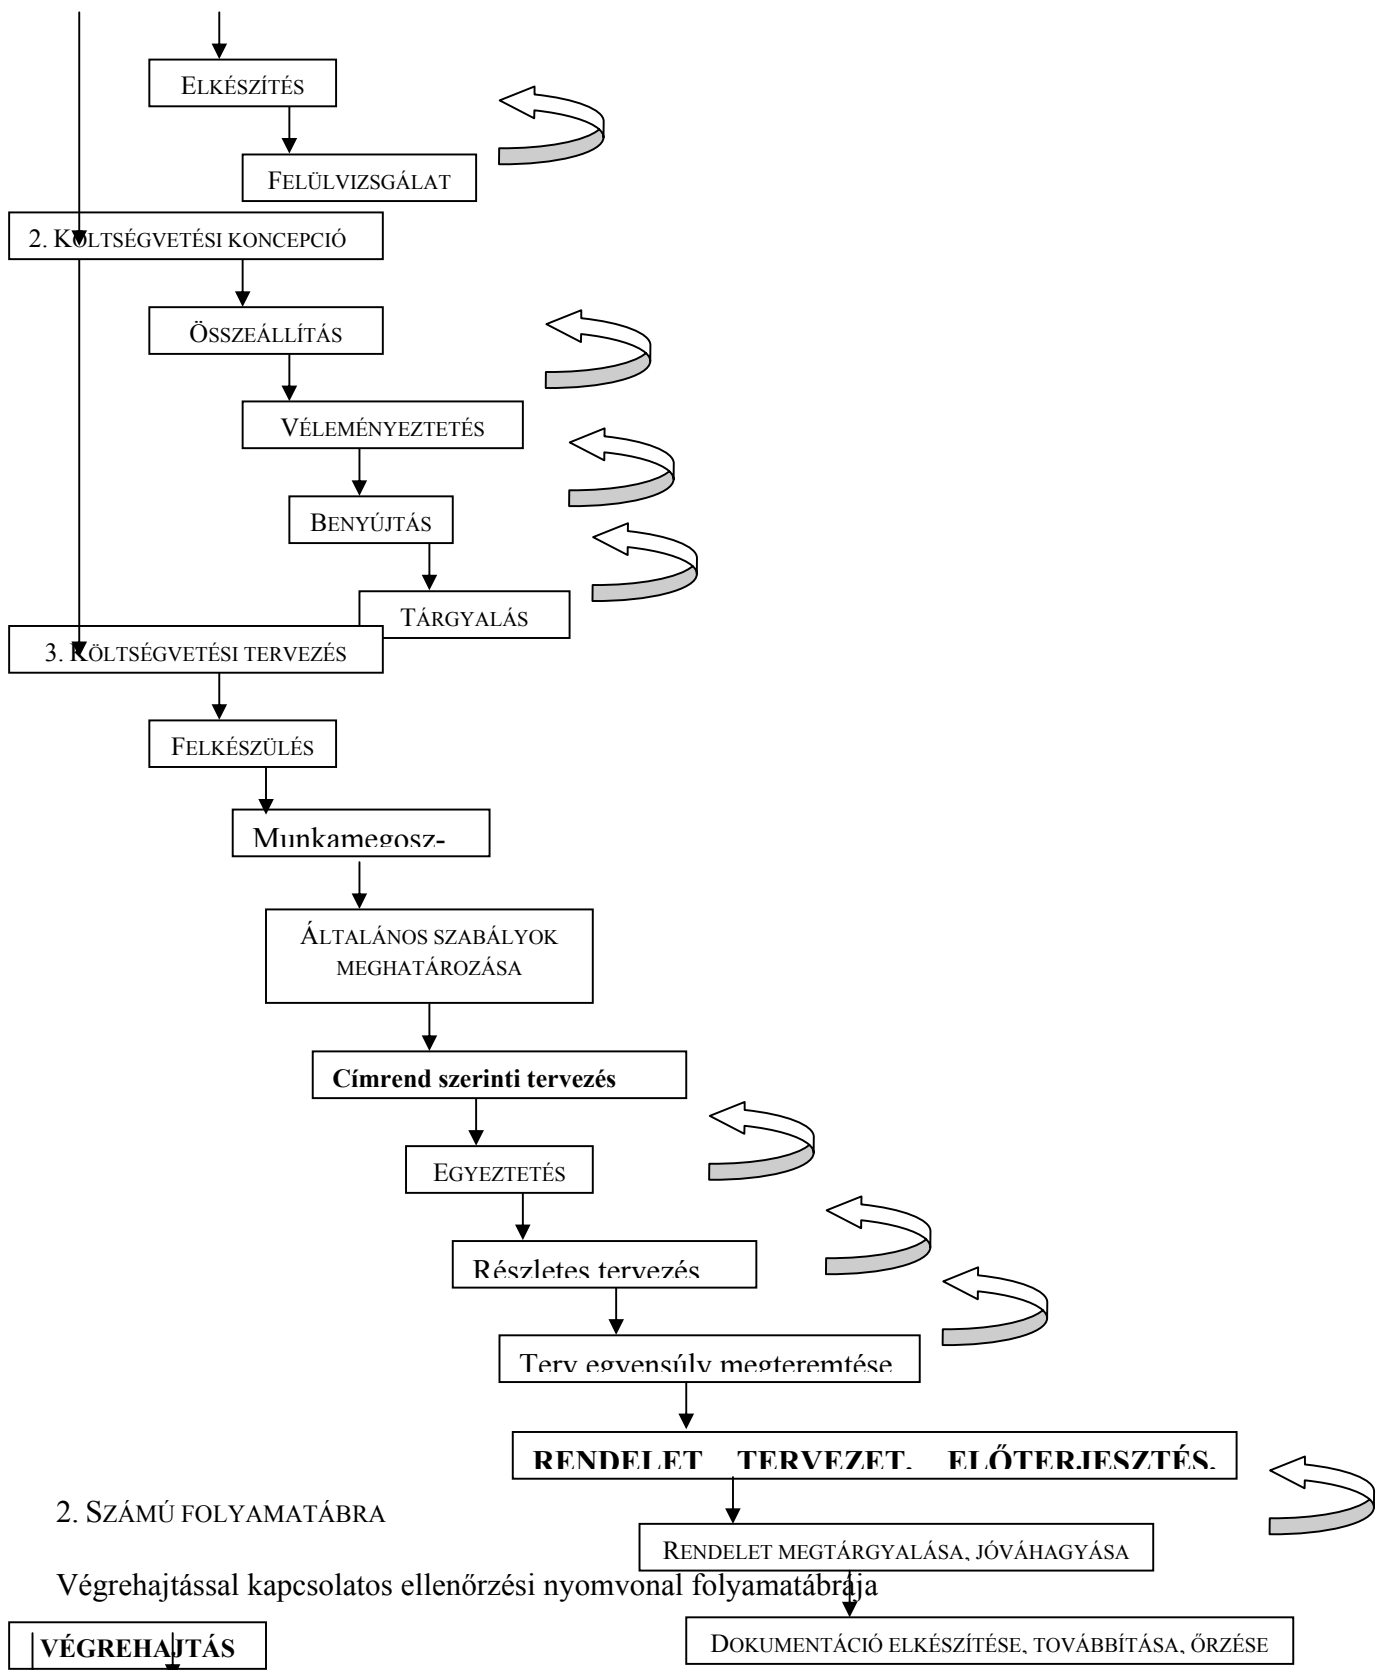 ELKÉSZÍTÉS
FELÜLVIZSGÁLAT
2. KÖLTSÉGVETÉSI KONCEPCIÓ
ÖSSZEÁLLÍTÁS
VÉLEMÉNYEZTETÉS
BENYÚJTÁS
TÁRGYALÁS
3. KÖLTSÉGVETÉSI TERVEZÉS
FELKÉSZÜLÉS
Munkamegosz-
ÁLTALÁNOS SZABÁLYOK
MEGHATÁROZÁSA
Címrend szerinti tervezés
EGYEZTETÉS
Részletes tervezés
Terv egyensúly megteremtése
RENDELET TERVEZET, ELŐTERJESZTÉS,
2. SZÁMÚ FOLYAMATÁBRA
RENDELET MEGTÁRGYALÁSA, JÓVÁHAGYÁSA
Végrehajtással kapcsolatos ellenőrzési nyomvonal folyamatábrája
VÉGREHAJTÁS
DOKUMENTÁCIÓ ELKÉSZÍTÉSE, TOVÁBBÍTÁSA, ŐRZÉSE